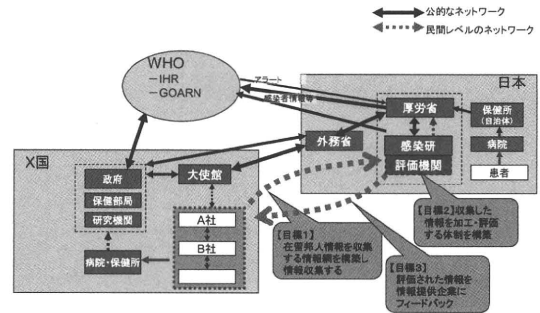 公的なネットワーク
民間レベルのネットワーク
WHO
－IHR
－GOARN
アラート
感染者情報等
日本
厚労省
保健所
(自治体)
外務省
感染研
評価機関
病院
患者
X国
政府
大使館
保健部局
研究機関
A社
B社
病院・保健所
【目標2】収集した
情報を加工・評価
する体制を構築
【目標1】
在留邦人情報を収集
する情報網を構築し
情報収集する
【目標3】
評価された情報を
情報提供企業に
フィードバック